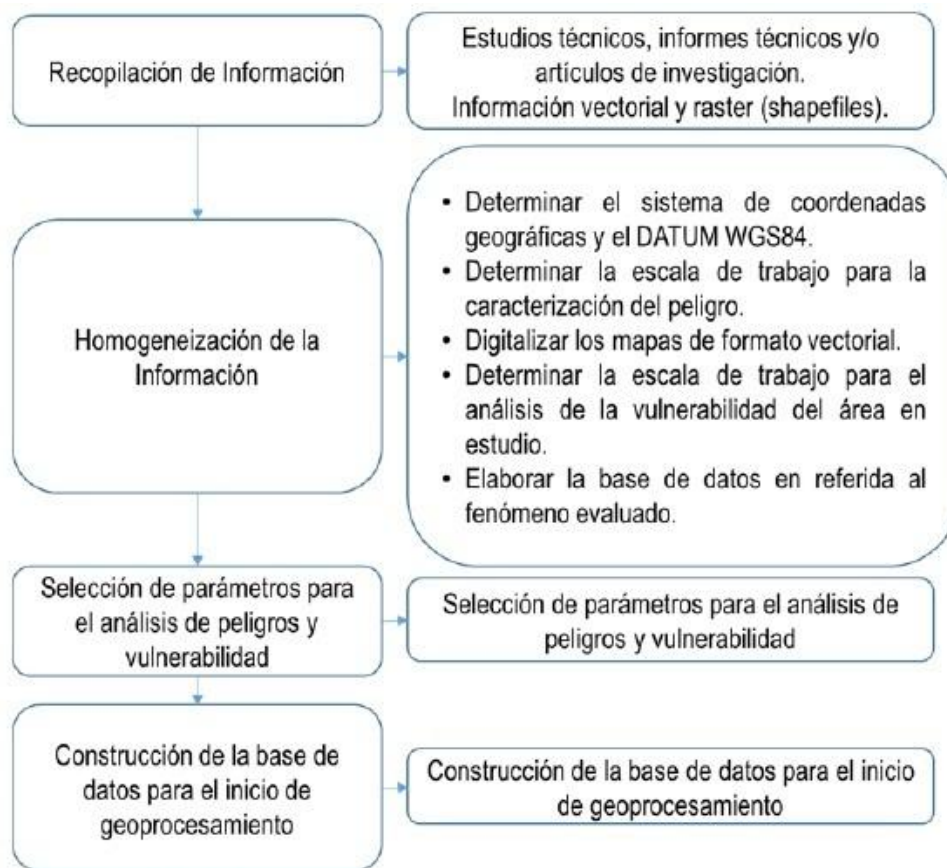 Recopilación de Información
Estudios técnicos, informes técnicos y/o
artículos de investigación.
Información vectorial y raster (shapefiles).
Homogeneización de la
Información
• Determinar el sistema de coordenadas
geográficas y el DATUM WGS84.
• Determinar la escala de trabajo para la
caracterización del peligro.
• Digitalizar los mapas de formato vectorial.
• Determinar la escala de trabajo para el
análisis de la vulnerabilidad del área en
estudio.
• Elaborar la base de datos en referida al
fenómeno evaluado.
Selección de parámetros para
el análisis de peligros y
vulnerabilidad
Selección de parámetros para el análisis de
peligros y vulnerabilidad
Construcción de la base de
datos para el inicio de
geoprocesamiento
Construcción de la base de datos para el inicio
de geoprocesamiento